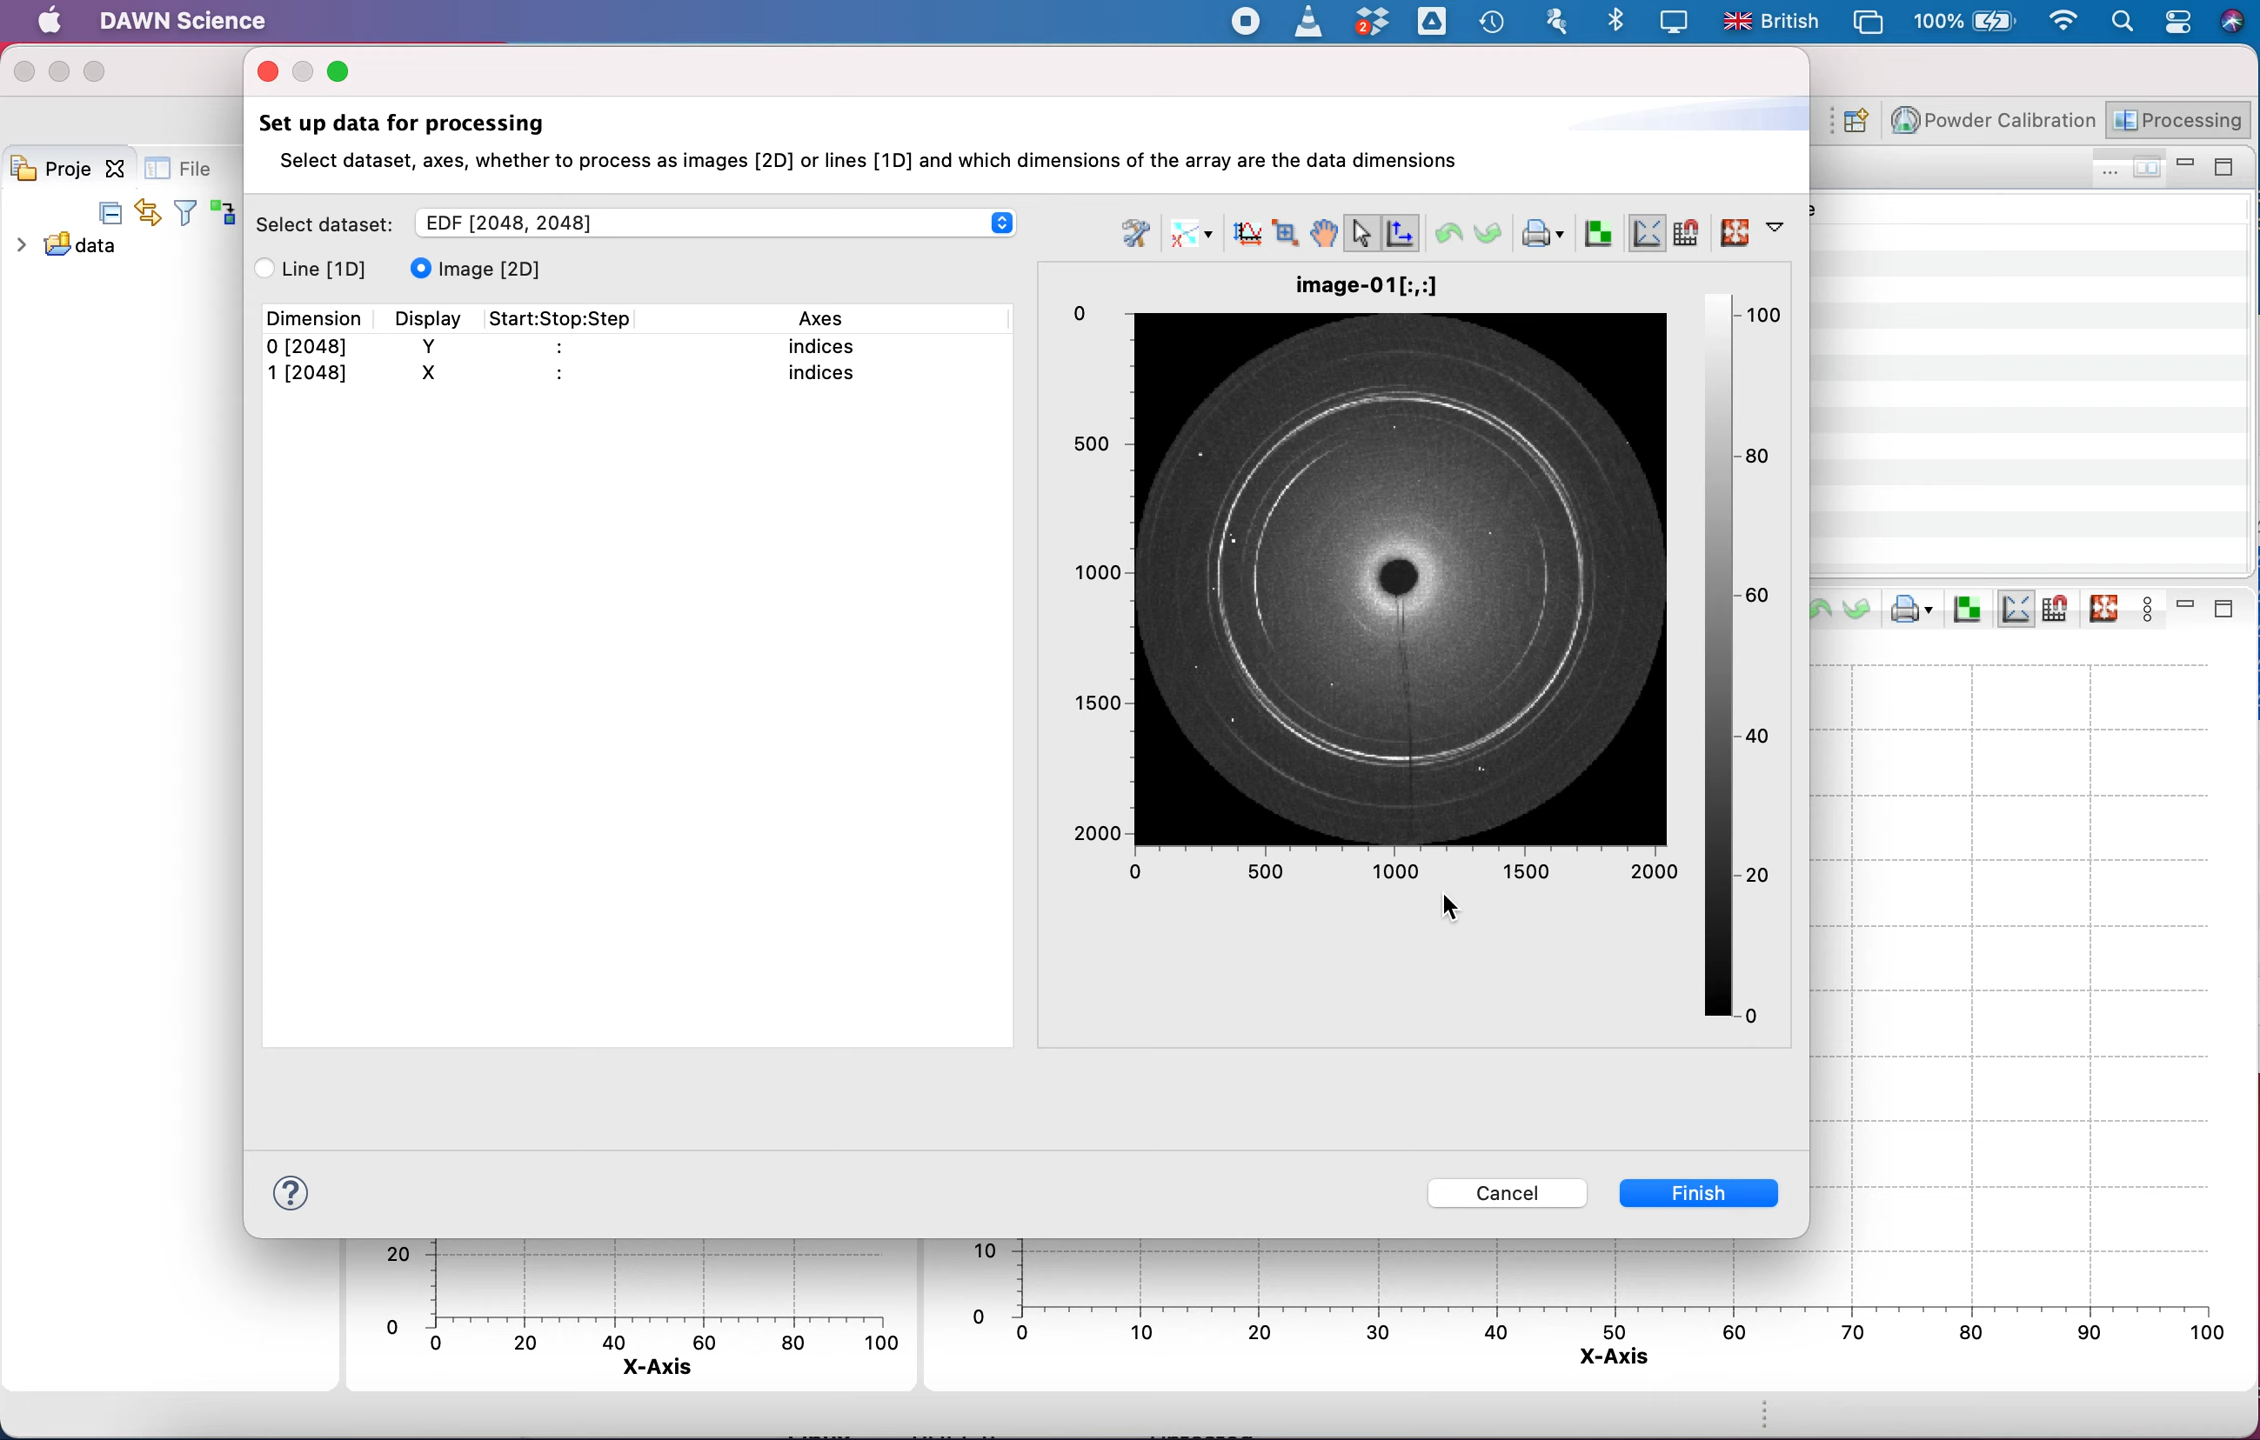 DAWN Science
2
British
100%
Set up data for processing
Select dataset, axes, whether to process as images [2D] or lines [1D] and which dimensions of the array are the data dimensions
Powder Calibration
Processing
Proje
File
...
data
Select dataset:
EDF [2048, 2048]
Line [1D]
Image [2D]
Dimension Display Start:Stop:Step Axes
0 [2048] Y : indices
1 [2048] X : indices
image-01[:,:]
0
500
1000
1500
2000
0 500 1000 1500 2000
100
80
60
40
20
0
?
Cancel
Finish
20
0
0 20 40 60 80 100
X-Axis
10
0
0 10 20 30 40 50 60 70 80 90 100
X-Axis